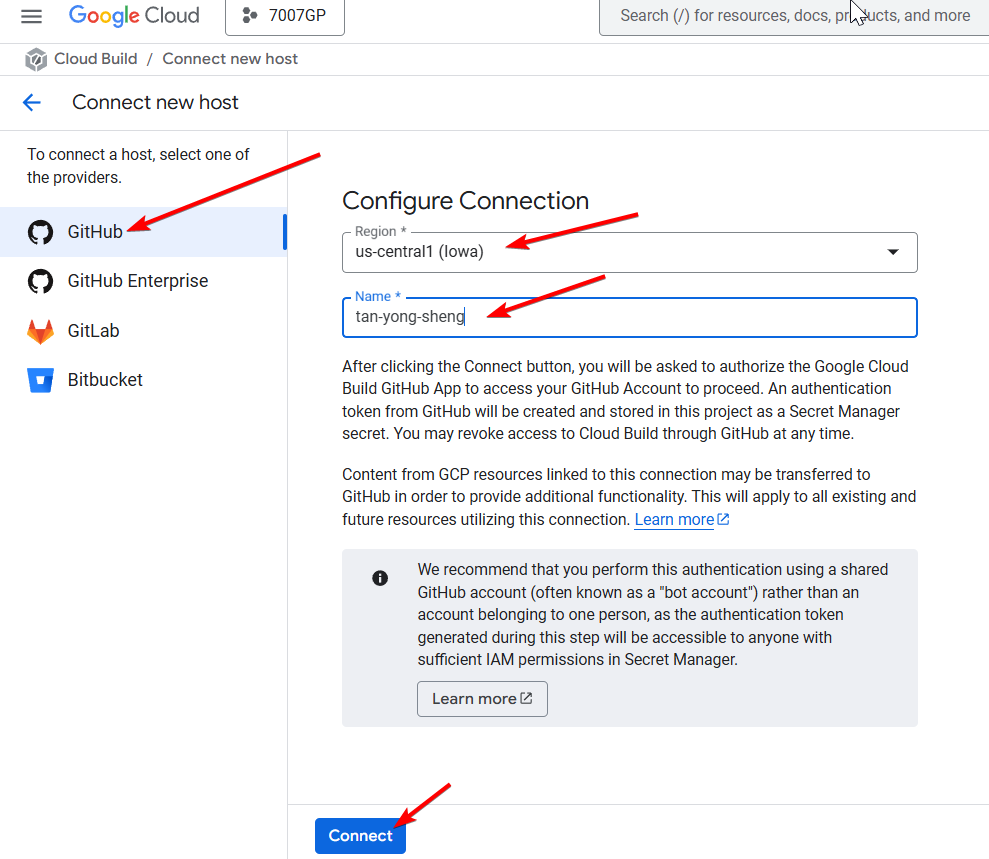 Google Cloud
7007GP
Search (/) for resources, docs, products, and more
Cloud Build / Connect new host
Connect new host
To connect a host, select one of
the providers.
GitHub
GitHub Enterprise
GitLab
Bitbucket
Configure Connection
Region *
us-central1 (Iowa)
Name *
tan-yong-sheng
After clicking the Connect button, you will be asked to authorize the Google Cloud
Build GitHub App to access your GitHub Account to proceed. An authentication
token from GitHub will be created and stored in this project as a Secret Manager
secret. You may revoke access to Cloud Build through GitHub at any time.
Content from GCP resources linked to this connection may be transferred to
GitHub in order to provide additional functionality. This will apply to all existing and
future resources utilizing this connection. Learn more
We recommend that you perform this authentication using a shared
GitHub account (often known as a "bot account") rather than an
account belonging to one person, as the authentication token
generated during this step will be accessible to anyone with
sufficient IAM permissions in Secret Manager.
Learn more
Connect